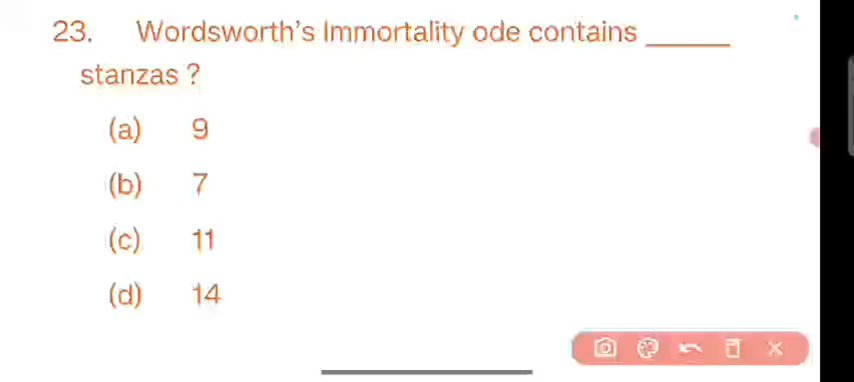 23. Wordsworth's Immortality ode contains ______
stanzas ?
(a) 9
(b) 7
(c) 11
(d) 14